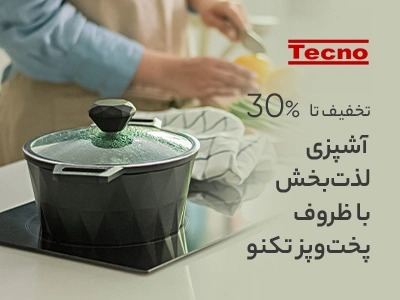 Tecno
تخفیف تا 30%
آشپزی
لذت‌بخش
با ظروف
پخت‌وپز تکنو